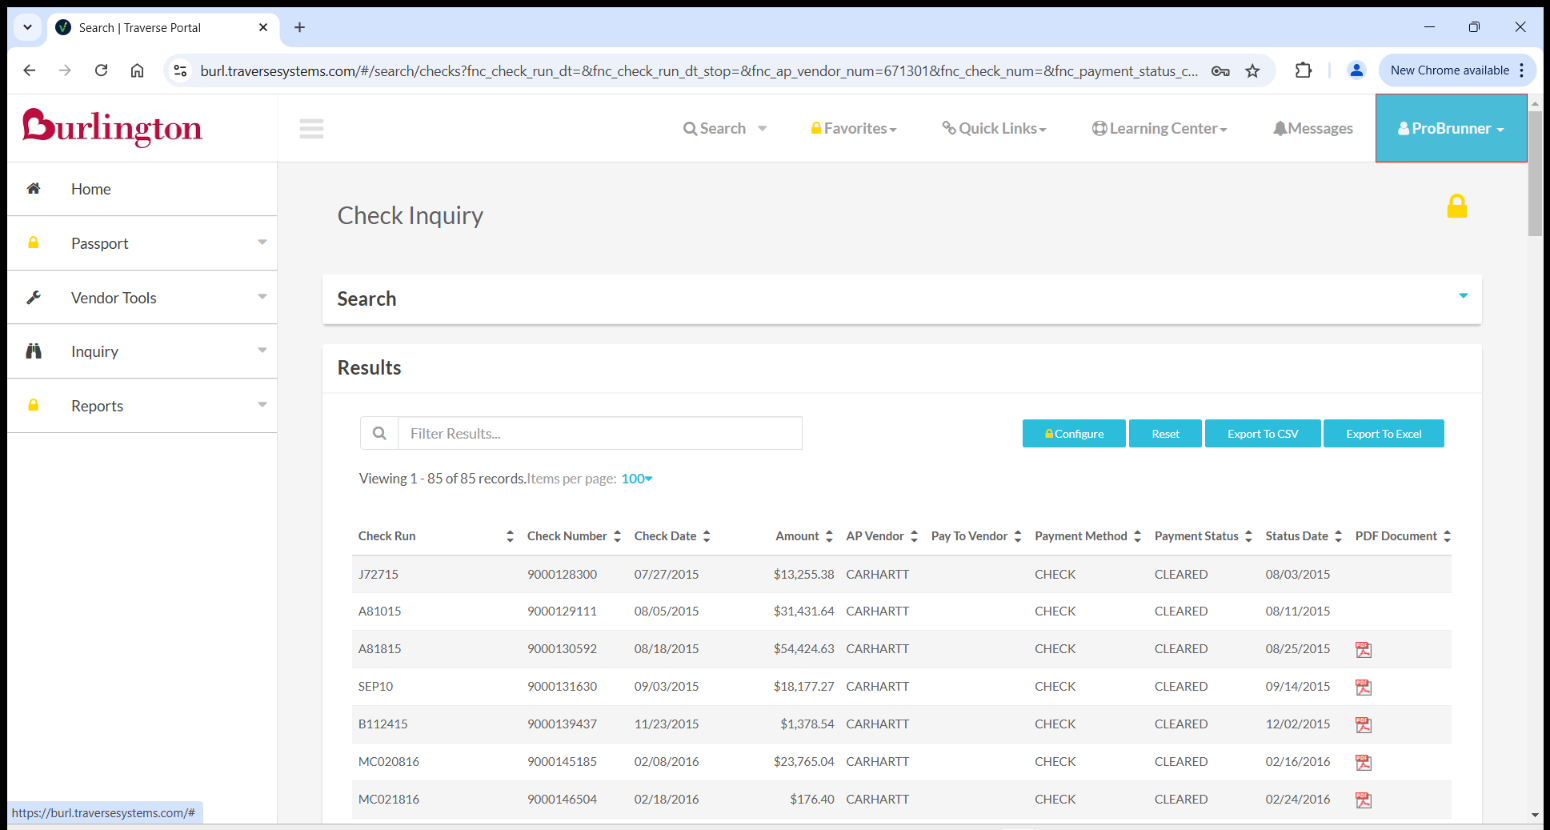 Search | Traverse Portal
burl.traversesystems.com/#/search/checks?fnc_check_run_dt=&fnc_check_run_dt_stop=&fnc_ap_vendor_num=671301&fnc_check_num=&fnc_payment_status_c...
New Chrome available
Burlington
Search
Favorites
Quick Links
Learning Center
Messages
ProBrunner
Home
Passport
Vendor Tools
Inquiry
Reports
Check Inquiry
Search
Results
Filter Results...
Configure
Reset
Export To CSV
Export To Excel
Viewing 1 - 85 of 85 records.Items per page: 100
Check Run Check Number Check Date Amount AP Vendor Pay To Vendor Payment Method Payment Status Status Date PDF Document
J72715 9000128300 07/27/2015 $13,255.38 CARHARTT CHECK CLEARED 08/03/2015
A81015 9000129111 08/05/2015 $31,431.64 CARHARTT CHECK CLEARED 08/11/2015
A81815 9000130592 08/18/2015 $54,424.63 CARHARTT CHECK CLEARED 08/25/2015 PDF
SEP10 9000131630 09/03/2015 $18,177.27 CARHARTT CHECK CLEARED 09/14/2015 PDF
B112415 9000139437 11/23/2015 $1,378.54 CARHARTT CHECK CLEARED 12/02/2015 PDF
MC020816 9000145185 02/08/2016 $23,765.04 CARHARTT CHECK CLEARED 02/16/2016 PDF
MC021816 9000146504 02/18/2016 $176.40 CARHARTT CHECK CLEARED 02/24/2016 PDF
https://burl.traversesystems.com/#